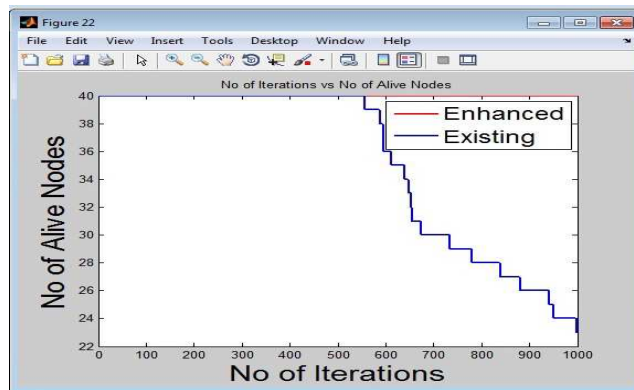 Figure 22
File Edit View Insert Tools Desktop Window Help
No of Iterations vs No of Alive Nodes
Enhanced
Existing
No of Alive Nodes
40
38
36
34
32
30
28
26
24
22
0 100 200 300 400 500 600 700 800 900 1000
No of Iterations